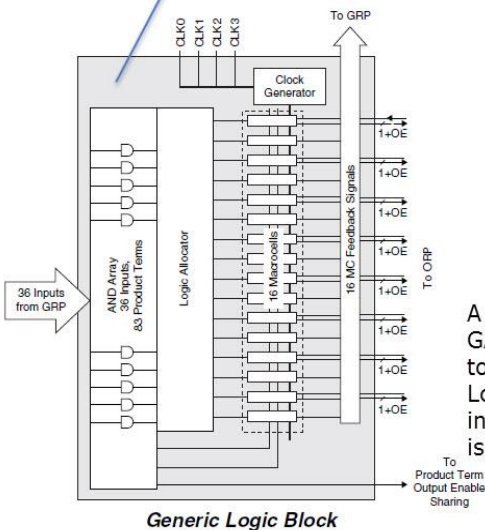 To GRP
CLK0
CLK1
CLK2
CLK3
Clock
Generator
36 Inputs
from GRP
AND Array
36 Inputs,
83 Product Terms
Logic Allocator
16 Macrocells
16 MC Feedback Signals
1+OE
1+OE
1+OE
1+OE
1+OE
1+OE
1+OE
1+OE
To ORP
To
Product Term
Output Enable
Sharing
Generic Logic Block
A
GA
to
Lo
in
is